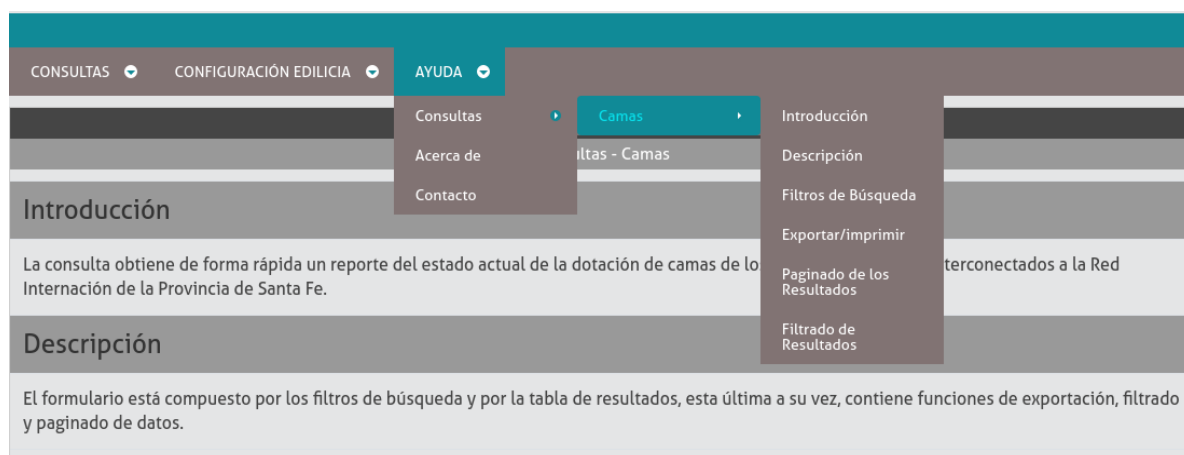 CONSULTAS CONFIGURACIÓN EDILICIA AYUDA
Consultas Camas Introducción
Acerca de - Camas Descripción
Contacto Filtros de Búsqueda
Exportar/imprimir
Paginado de los
Resultados
Filtrado de
Resultados
Introducción
La consulta obtiene de forma rápida un reporte del estado actual de la dotación de camas de a la Red
Internación de la Provincia de Santa Fe.
Descripción
El formulario está compuesto por los filtros de búsqueda y por la tabla de resultados, esta última a su vez, contiene funciones de exportación, filtrado
y paginado de datos.